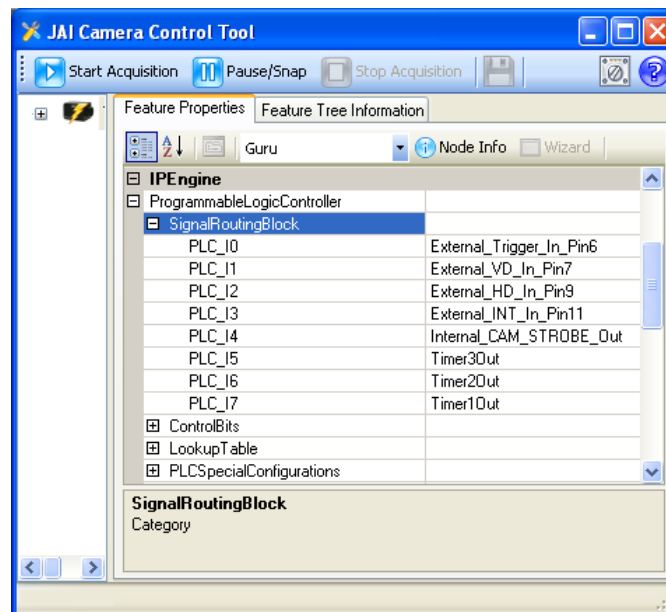 JAI Camera Control Tool
Start Acquisition Pause/Snap Stop Acquisition
Feature Properties Feature Tree Information
Guru Node Info Wizard
IPEngine
ProgrammableLogicController
SignalRoutingBlock
PLC_I0 External_Trigger_In_Pin6
PLC_I1 External_VD_In_Pin7
PLC_I2 External_HD_In_Pin9
PLC_I3 External_INT_In_Pin11
PLC_I4 Internal_CAM_STROBE_Out
PLC_I5 Timer3Out
PLC_I6 Timer2Out
PLC_I7 Timer1Out
ControlBits
LookupTable
PLCSpecialConfigurations
SignalRoutingBlock
Category